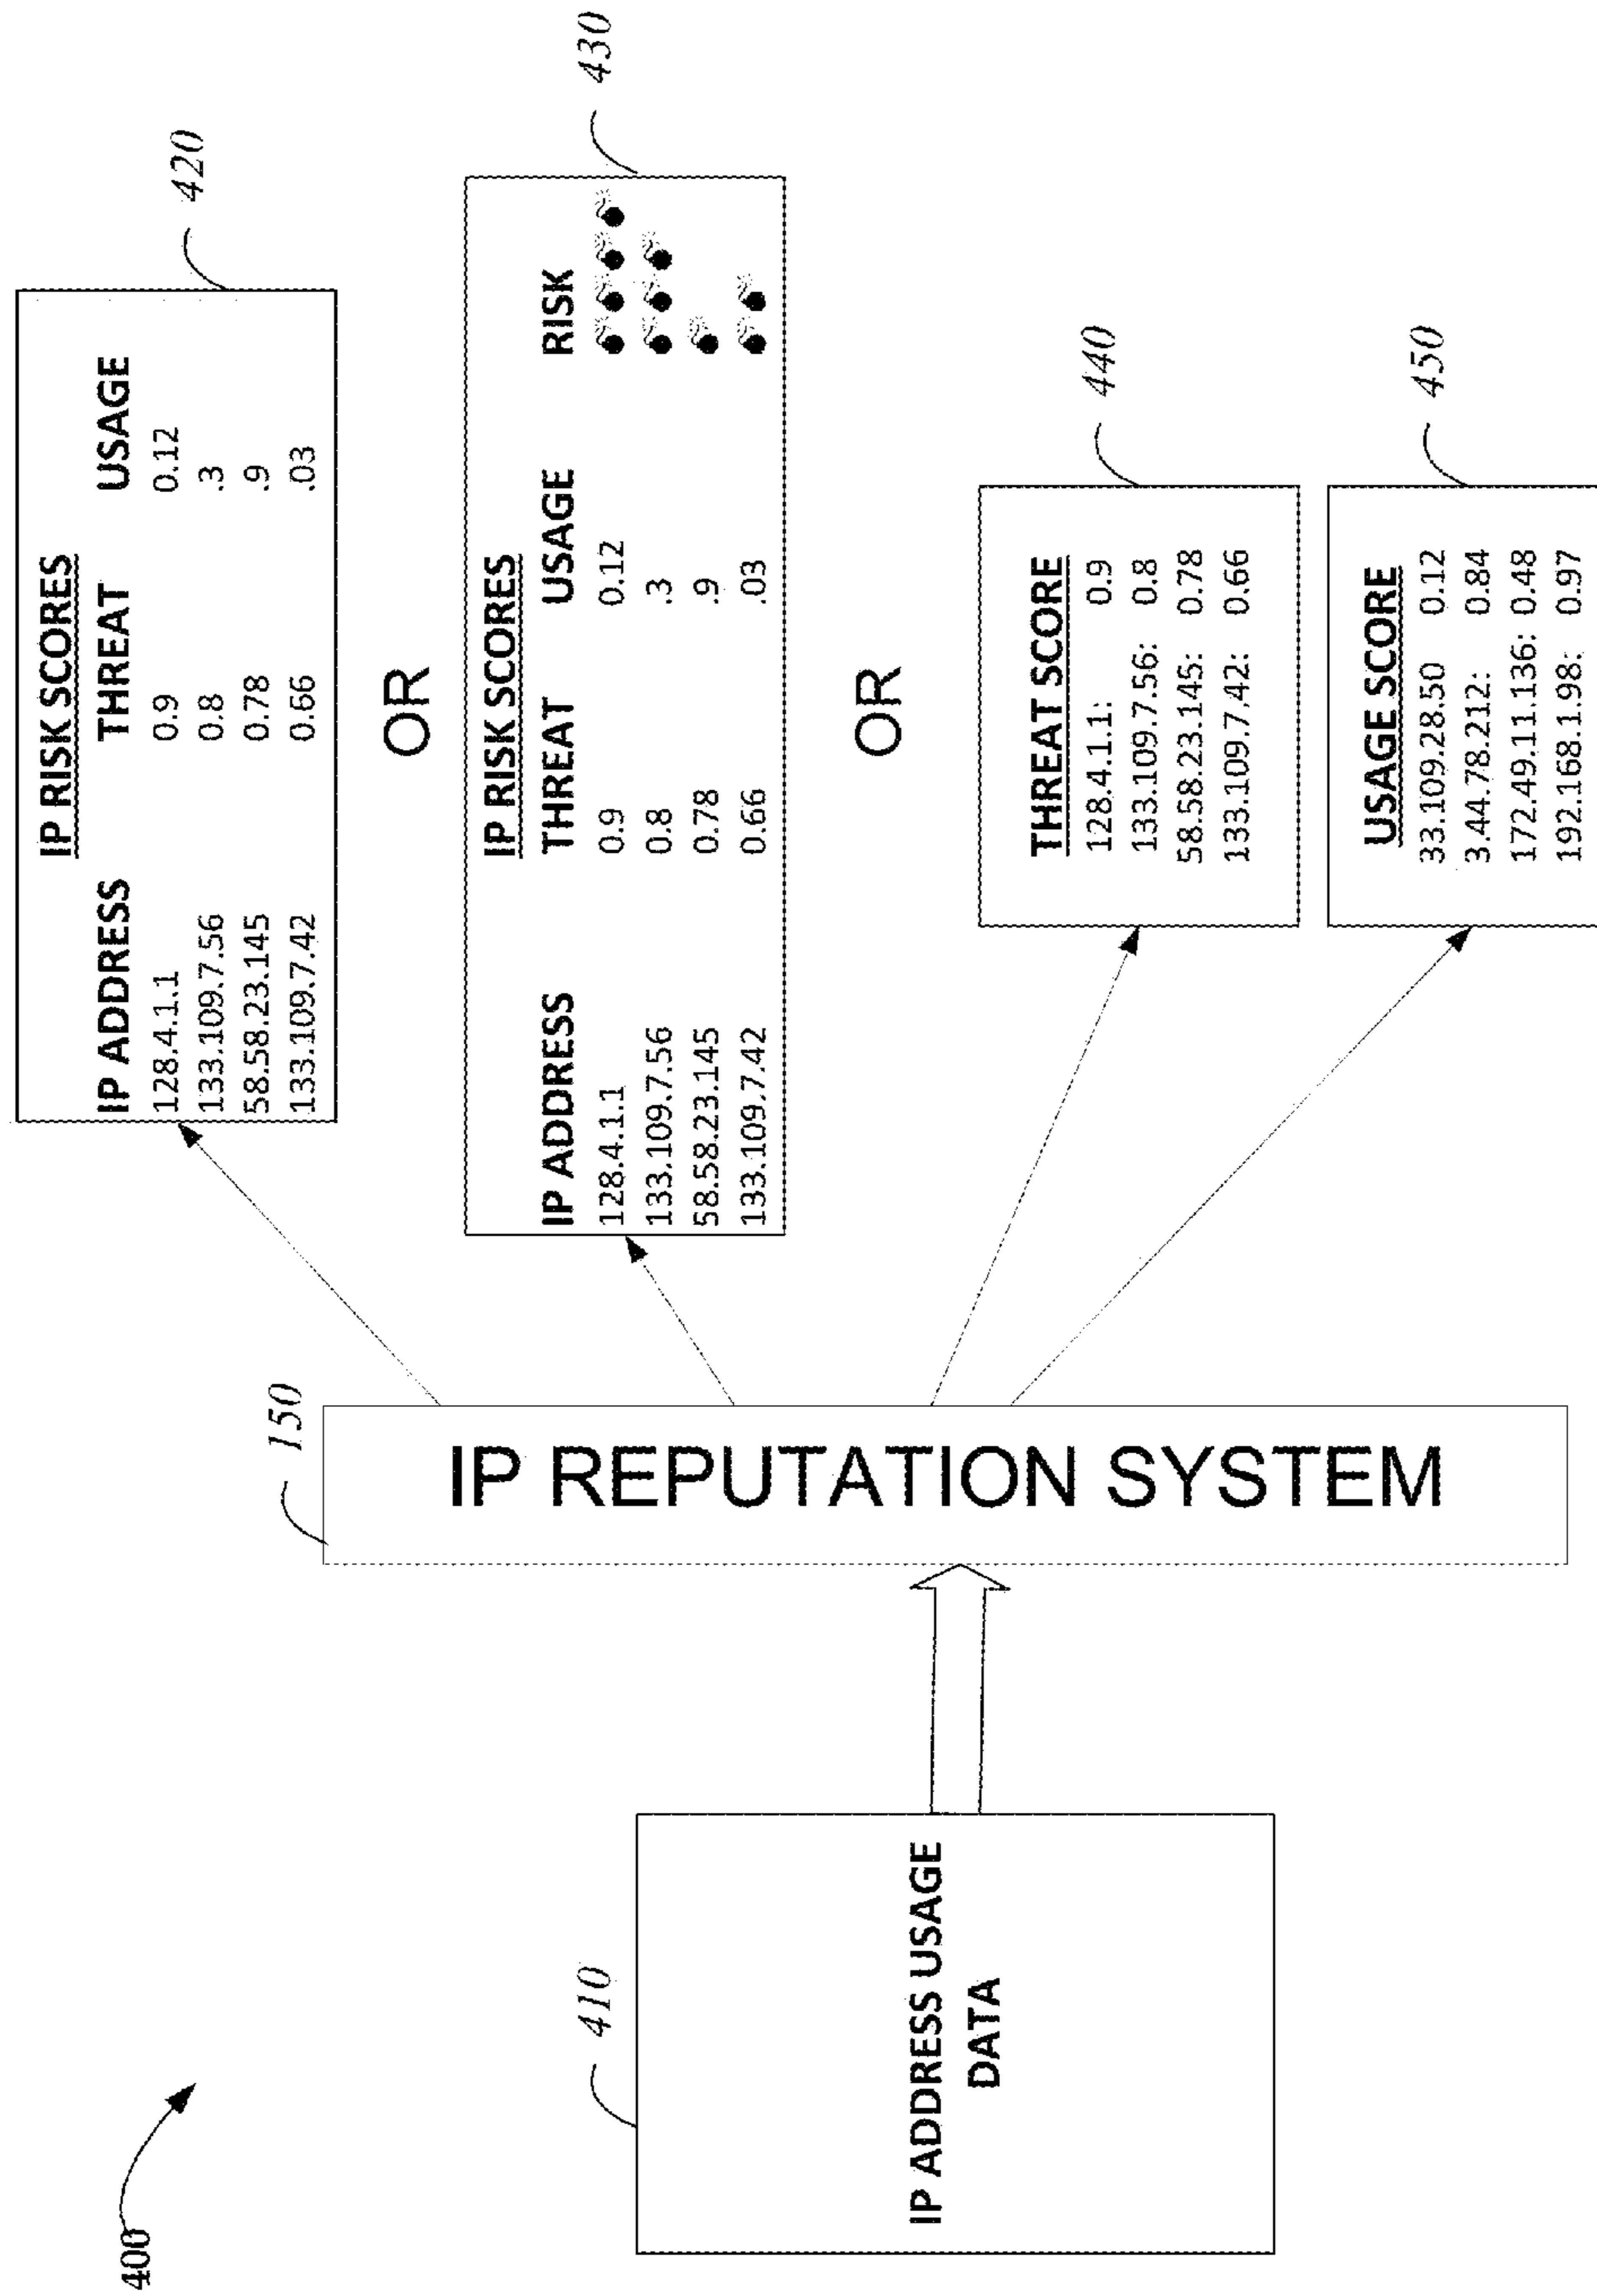 400
410
IP ADDRESS USAGE
DATA
150
IP REPUTATION SYSTEM
420
IP RISK SCORES
IP ADDRESS THREAT USAGE
128.4.1.1 0.9 0.12
133.109.7.56 0.8 .3
58.58.23.145 0.78 .9
133.109.7.42 0.66 .03
OR
430
IP RISK SCORES
IP ADDRESS THREAT USAGE RISK
128.4.1.1 0.9 0.12
133.109.7.56 0.8 .3
58.58.23.145 0.78 .9
133.109.7.42 0.66 .03
OR
440
THREAT SCORE
128.4.1.1: 0.9
133.109.7.56: 0.8
58.58.23.145: 0.78
133.109.7.42: 0.66
450
USAGE SCORE
33.109.28.50 0.12
3.44.78.212: 0.84
172.49.11.136: 0.48
192.168.1.98: 0.97